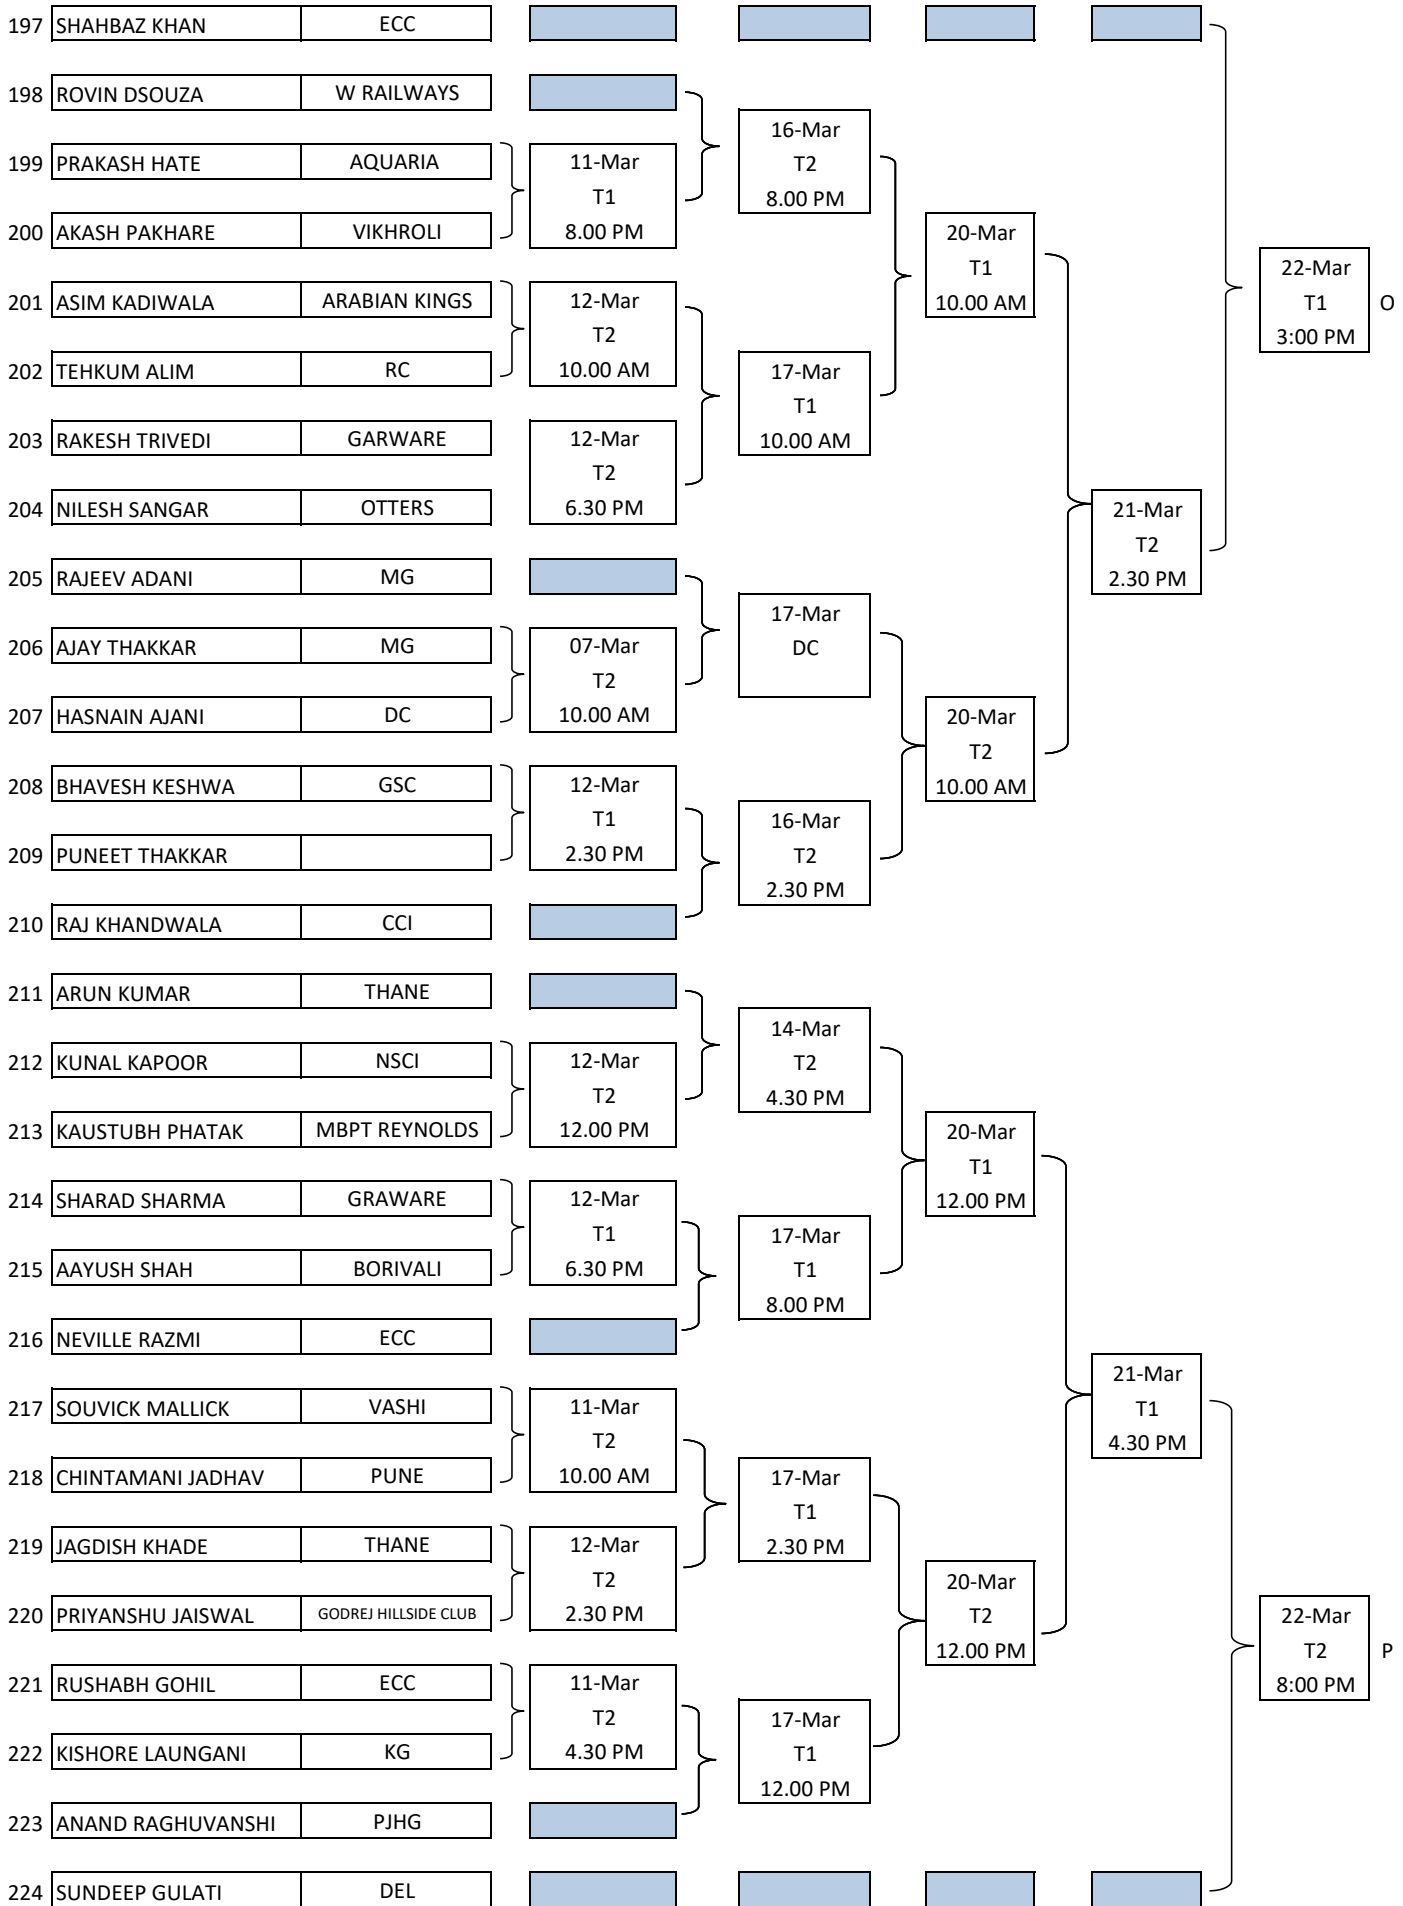 197 SHAHBAZ KHAN ECC
198 ROVIN DSOUZA W RAILWAYS
16-Mar
199 PRAKASH HATE AQUARIA 11-Mar T2
T1 8.00 PM
200 AKASH PAKHARE VIKHROLI 8.00 PM 20-Mar
T1 22-Mar
201 ASIM KADIWALA ARABIAN KINGS 12-Mar 10.00 AM T1 O
T2 3:00 PM
202 TEHKUM ALIM RC 10.00 AM 17-Mar
T1
203 RAKESH TRIVEDI GARWARE 12-Mar 10.00 AM
T2
204 NILESH SANGAR OTTERS 6.30 PM 21-Mar
T2
205 RAJEEV ADANI MG 2.30 PM
17-Mar
206 AJAY THAKKAR MG 07-Mar DC
T2
207 HASNAIN AJANI DC 10.00 AM 20-Mar
T2
208 BHAVESH KESHWA GSC 12-Mar 10.00 AM
T1 16-Mar
209 PUNEET THAKKAR 2.30 PM T2
2.30 PM
210 RAJ KHANDWALA CCI
211 ARUN KUMAR THANE
14-Mar
212 KUNAL KAPOOR NSCI 12-Mar T2
T2 4.30 PM
213 KAUSTUBH PHATAK MBPT REYNOLDS 12.00 PM 20-Mar
T1
214 SHARAD SHARMA GRAWARE 12-Mar 12.00 PM
T1 17-Mar
215 AAYUSH SHAH BORIVALI 6.30 PM T1
8.00 PM
216 NEVILLE RAZMI ECC
21-Mar
217 SOUVICK MALLICK VASHI 11-Mar T1
T2 4.30 PM
218 CHINTAMANI JADHAV PUNE 10.00 AM 17-Mar
T1
219 JAGDISH KHADE THANE 12-Mar 2.30 PM
T2 20-Mar
220 PRIYANSHU JAISWAL GODREJ HILLSIDE CLUB 2.30 PM T2 22-Mar
12.00 PM T2 P
221 RUSHABH GOHIL ECC 11-Mar 8:00 PM
T2 17-Mar
222 KISHORE LAUNGANI KG 4.30 PM T1
12.00 PM
223 ANAND RAGHUVANSHI PJHG
224 SUNDEEP GULATI DEL